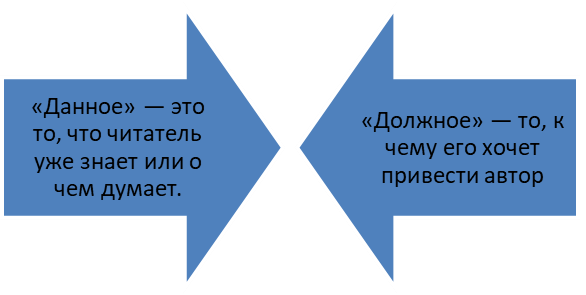 «Данное» — это
то, что читатель
уже знает или о
чем думает.
«Должное» — то, к
чему его хочет
привести автор